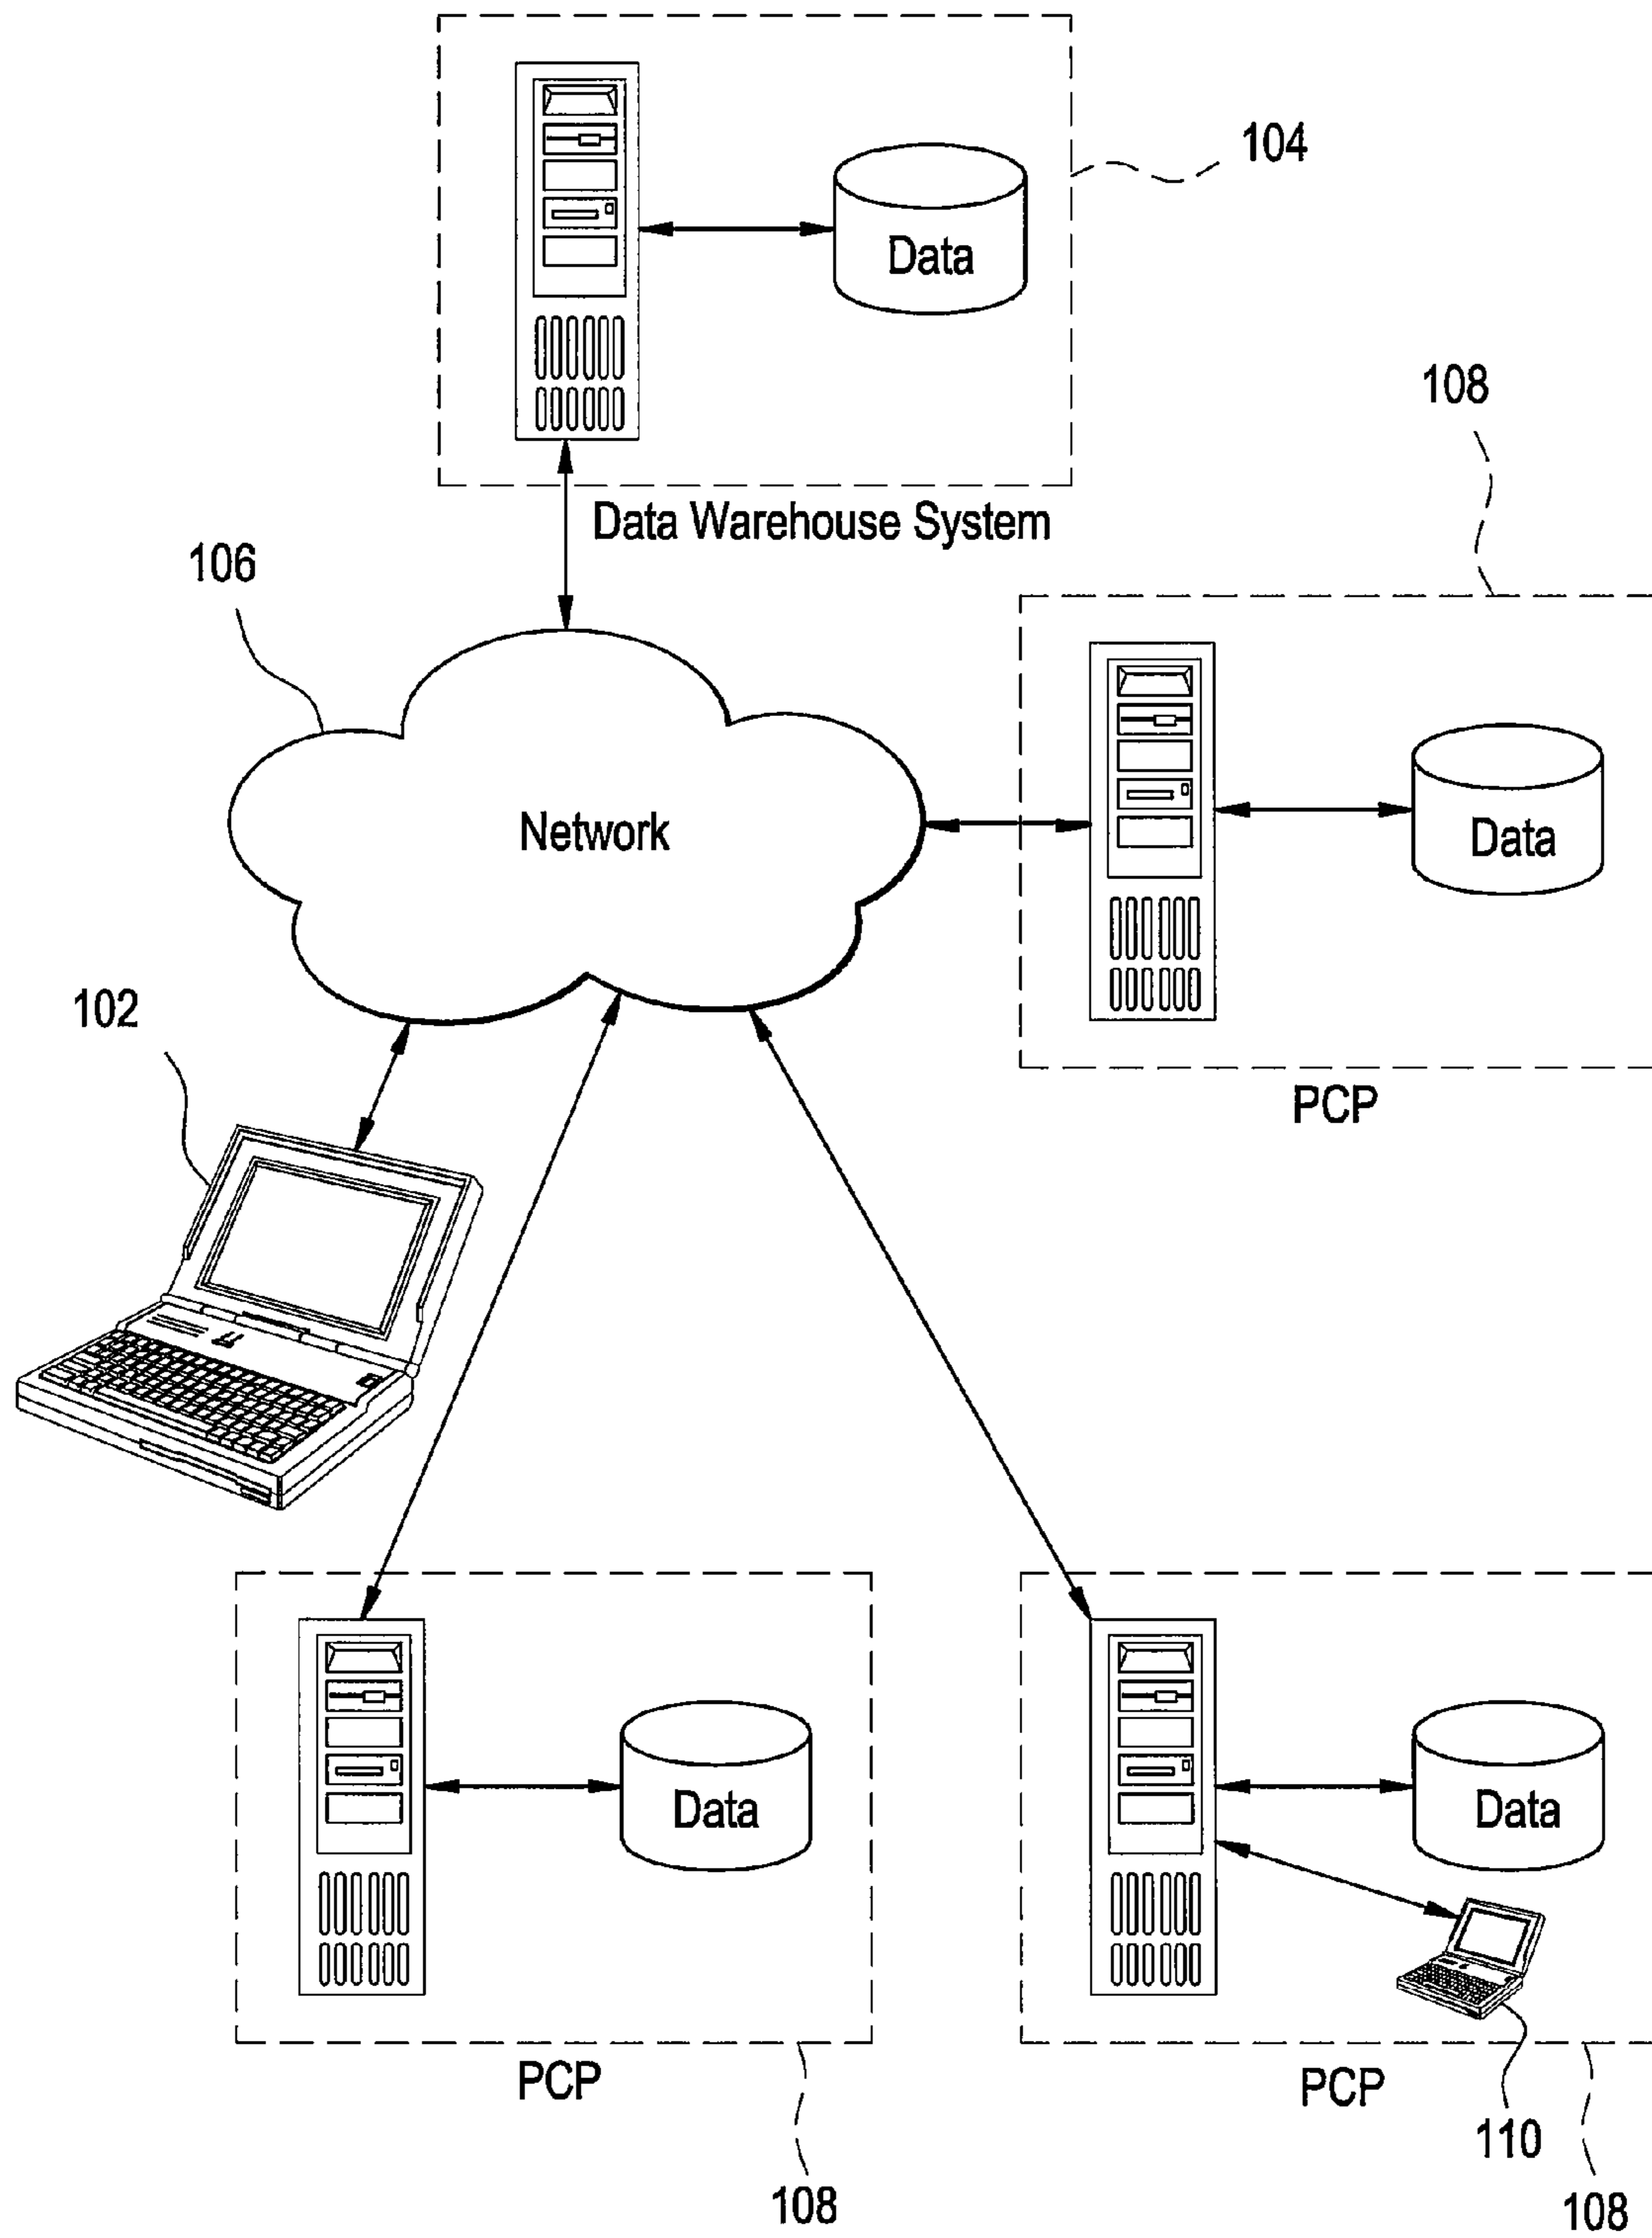 104
Data
108
Data Warehouse System
106
Network
Data
102
PCP
Data
Data
PCP
PCP
110
108
108